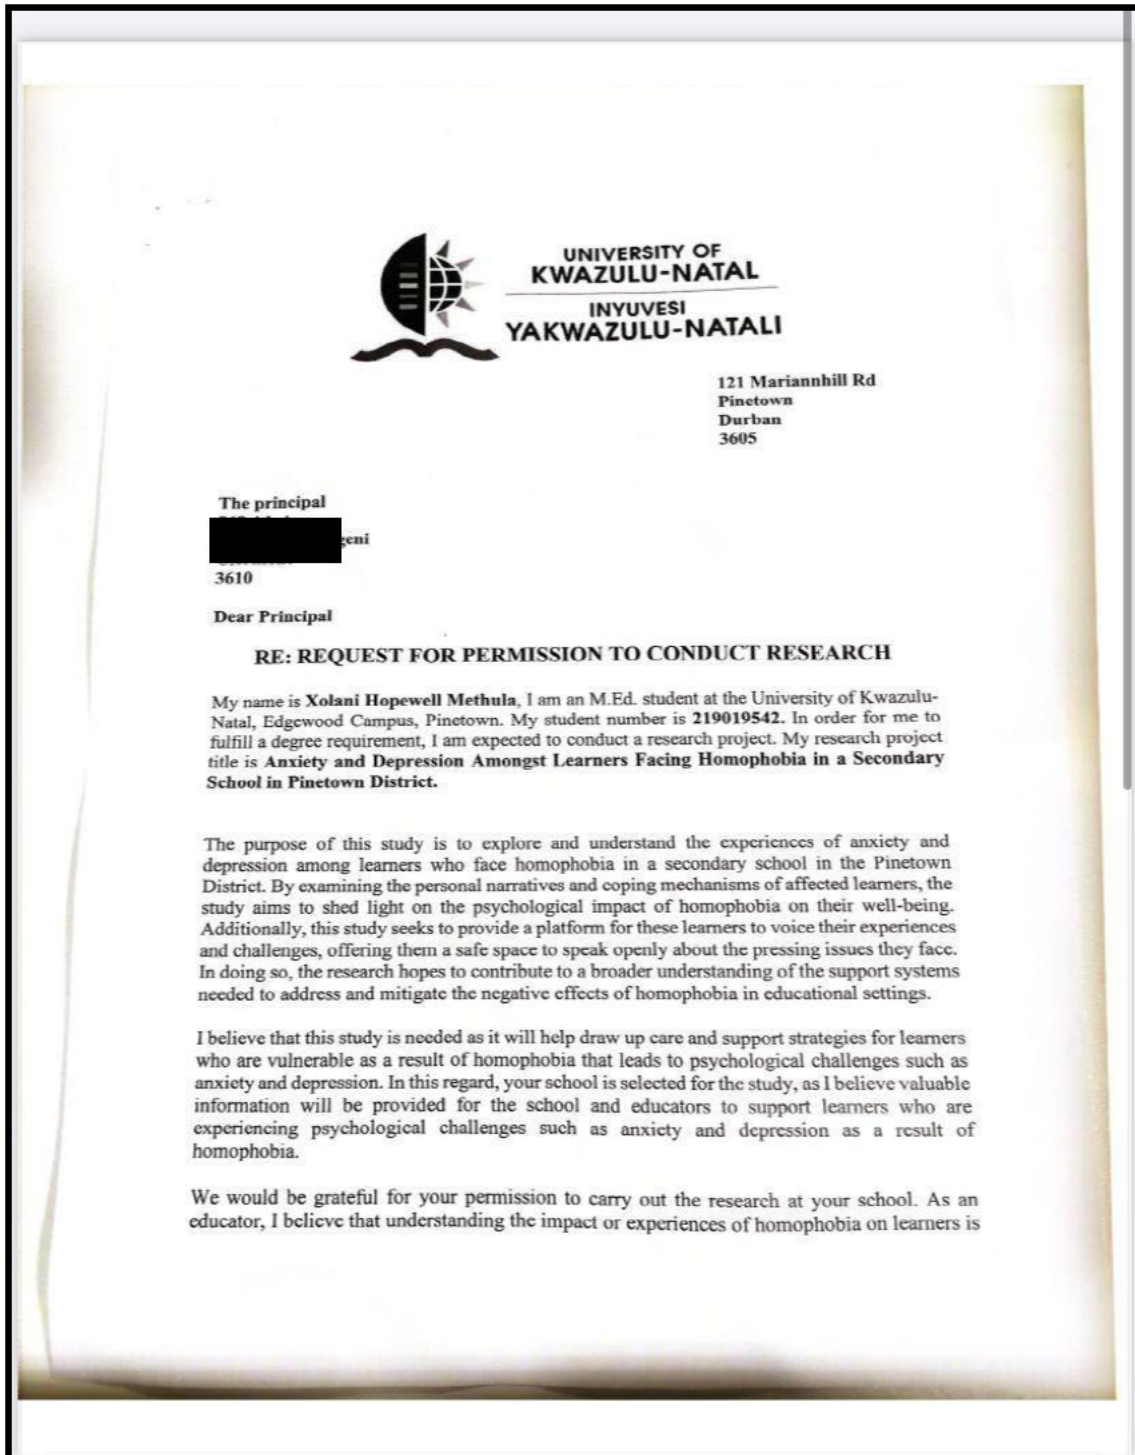 UNIVERSITY OF
KWAZULU-NATAL
INYUVESI
YAKWAZULU-NATALI
121 Mariannhill Rd
Pinetown
Durban
3605
The principal
geni
3610
Dear Principal
RE: REQUEST FOR PERMISSION TO CONDUCT RESEARCH
My name is Xolani Hopewell Methula, I am an M.Ed. student at the University of Kwazulu-
Natal, Edgewood Campus, Pinetown. My student number is 219019542. In order for me to
fulfill a degree requirement, I am expected to conduct a research project. My research project
title is Anxiety and Depression Amongst Learners Facing Homophobia in a Secondary
School in Pinetown District.
The purpose of this study is to explore and understand the experiences of anxiety and
depression among learners who face homophobia in a secondary school in the Pinetown
District. By examining the personal narratives and coping mechanisms of affected learners, the
study aims to shed light on the psychological impact of homophobia on their well-being.
Additionally, this study seeks to provide a platform for these learners to voice their experiences
and challenges, offering them a safe space to speak openly about the pressing issues they face.
In doing so, the research hopes to contribute to a broader understanding of the support systems
needed to address and mitigate the negative effects of homophobia in educational settings.
I believe that this study is needed as it will help draw up care and support strategies for learners
who are vulnerable as a result of homophobia that leads to psychological challenges such as
anxiety and depression. In this regard, your school is selected for the study, as I believe valuable
information will be provided for the school and educators to support learners who are
experiencing psychological challenges such as anxiety and depression as a result of
homophobia.
We would be grateful for your permission to carry out the research at your school. As an
educator, I believe that understanding the impact or experiences of homophobia on learners is